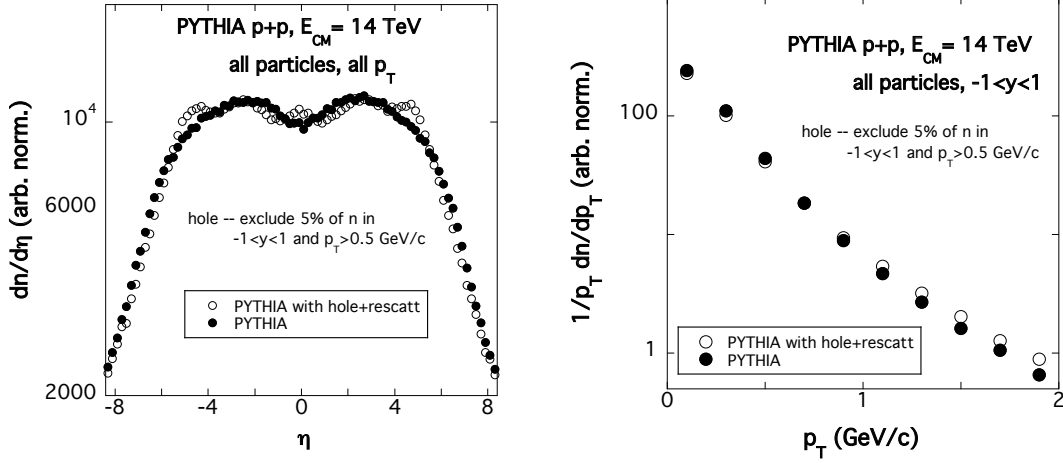 PYTHIA p+p, E_CM= 14 TeV
all particles, all p_T
10^4
6000
2000
dn/dη (arb. norm.)
hole -- exclude 5% of n in
-1<y<1 and p_T>0.5 GeV/c
PYTHIA with hole+rescatt
PYTHIA
-8
-4
0
4
8
η
PYTHIA p+p, E_CM= 14 TeV
all particles, -1<y<1
100
1
1/p_T dn/dp_T (arb. norm.)
hole -- exclude 5% of n in
-1<y<1 and p_T>0.5 GeV/c
PYTHIA with hole+rescatt
PYTHIA
0
1
2
p_T (GeV/c)